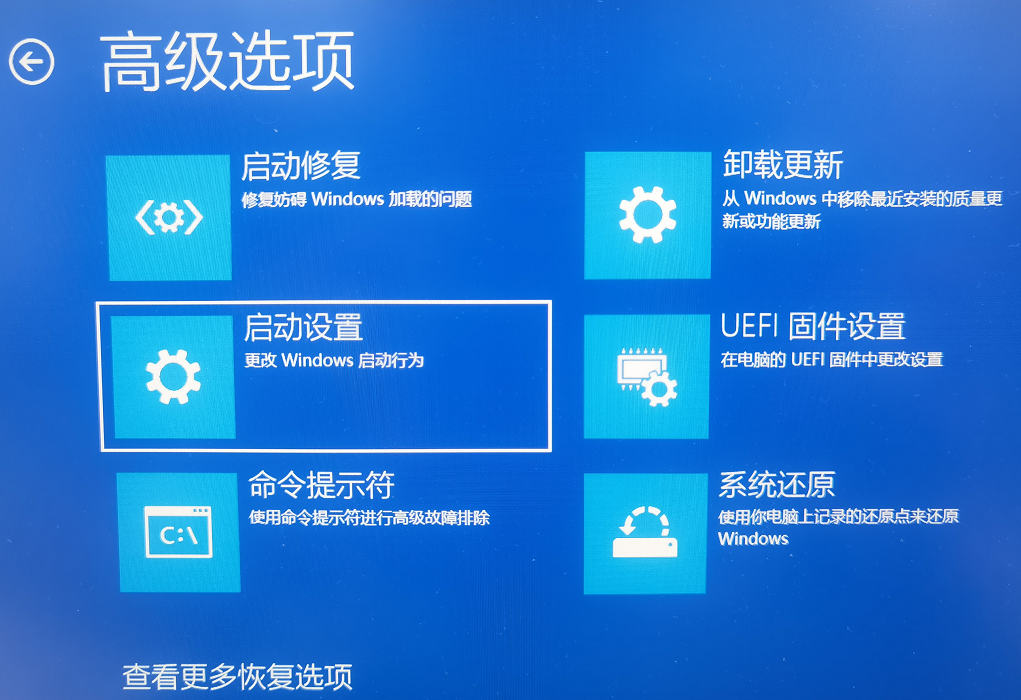 高级选项
启动修复
修复妨碍 Windows 加载的问题
卸载更新
从 Windows 中移除最近安装的质量更
新或功能更新
启动设置
更改 Windows 启动行为
UEFI 固件设置
在电脑的 UEFI 固件中更改设置
C:\
命令提示符
使用命令提示符进行高级故障排除
系统还原
使用你电脑上记录的还原点来还原
Windows
查看更多恢复选项